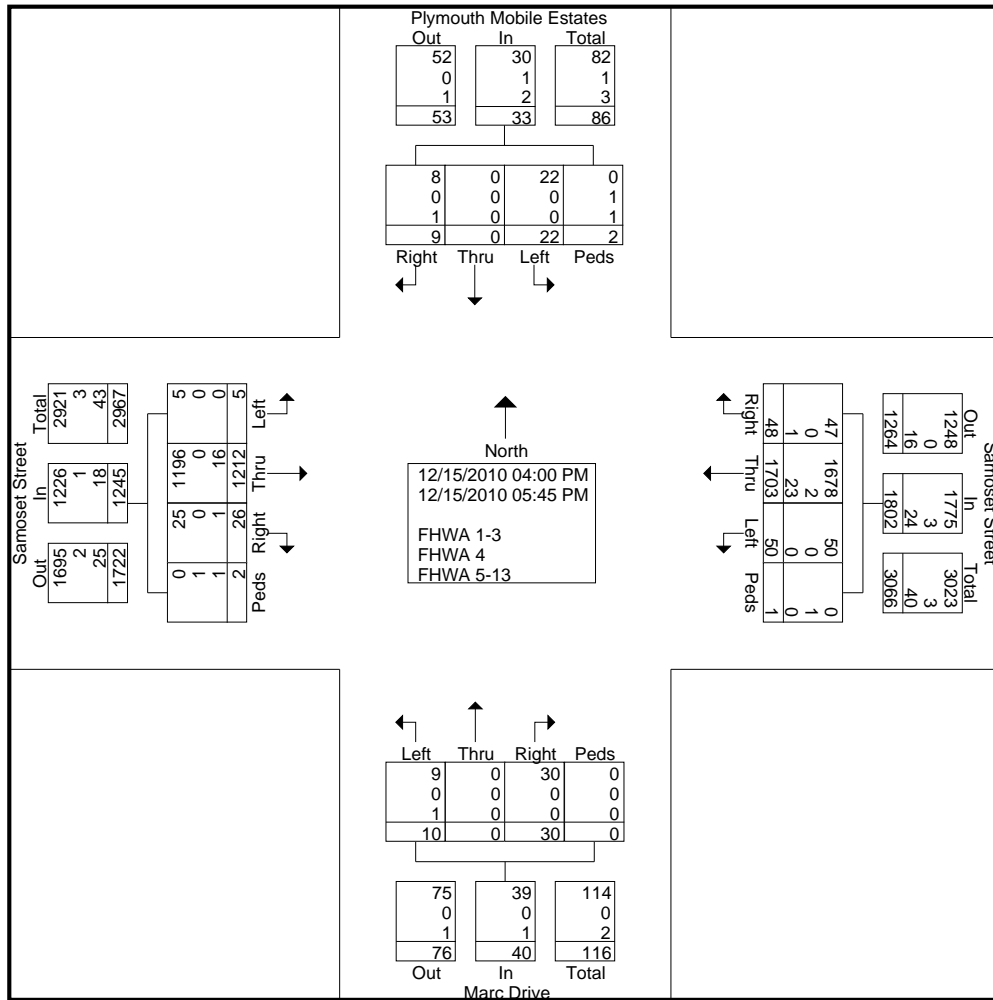 Plymouth Mobile Estates
Out In Total
52 30 82
0 1 1
1 2 3
53 33 86
8 0 22 0
0 0 0 1
1 0 0 1
9 0 22 2
Right Thru Left Peds
Samoset Street
Total In Out
2921 1226 1695
3 1 2
43 18 25
2967 1245 1722
5 1196 25 0
0 0 0 1
0 16 1 1
5 1212 26 2
Left Thru Right Peds
North
12/15/2010 04:00 PM
12/15/2010 05:45 PM
FHWA 1-3
FHWA 4
FHWA 5-13
Right Thru Left Peds
47 1678 50 0
0 2 0 1
1 23 0 0
48 1703 50 1
Samoset Street
Out In Total
1248 1775 3023
0 3 3
16 24 40
1264 1802 3066
Left Thru Right Peds
9 0 30 0
0 0 0 0
1 0 0 0
10 0 30 0
75 39 114
0 0 0
1 1 2
76 40 116
Out In Total
Marc Drive